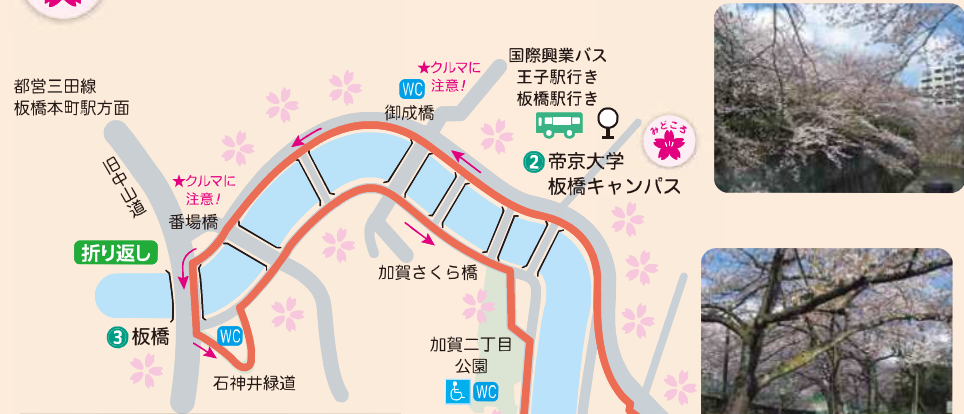 都営三田線
板橋本町駅方面
旧中山道
★クルマに
注意！
番場橋
折り返し
3 板橋
WC
石神井緑道
WC
★クルマに
注意！
御成橋
国際興業バス
王子駅行き
板橋駅行き
2 帝京大学
板橋キャンパス
みどころ
加賀さくら橋
加賀二丁目
公園
WC